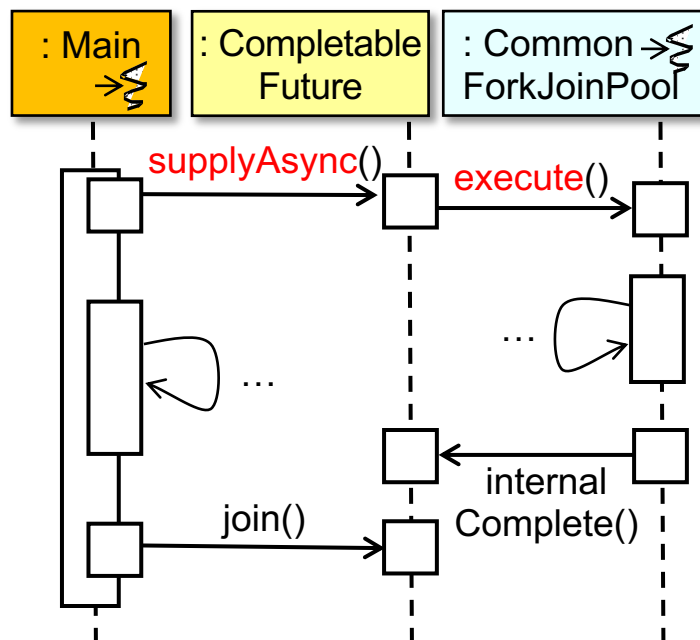 : Main
: Completable
Future
: Common
ForkJoinPool
supplyAsync()
execute()
...
...
internal
Complete()
join()